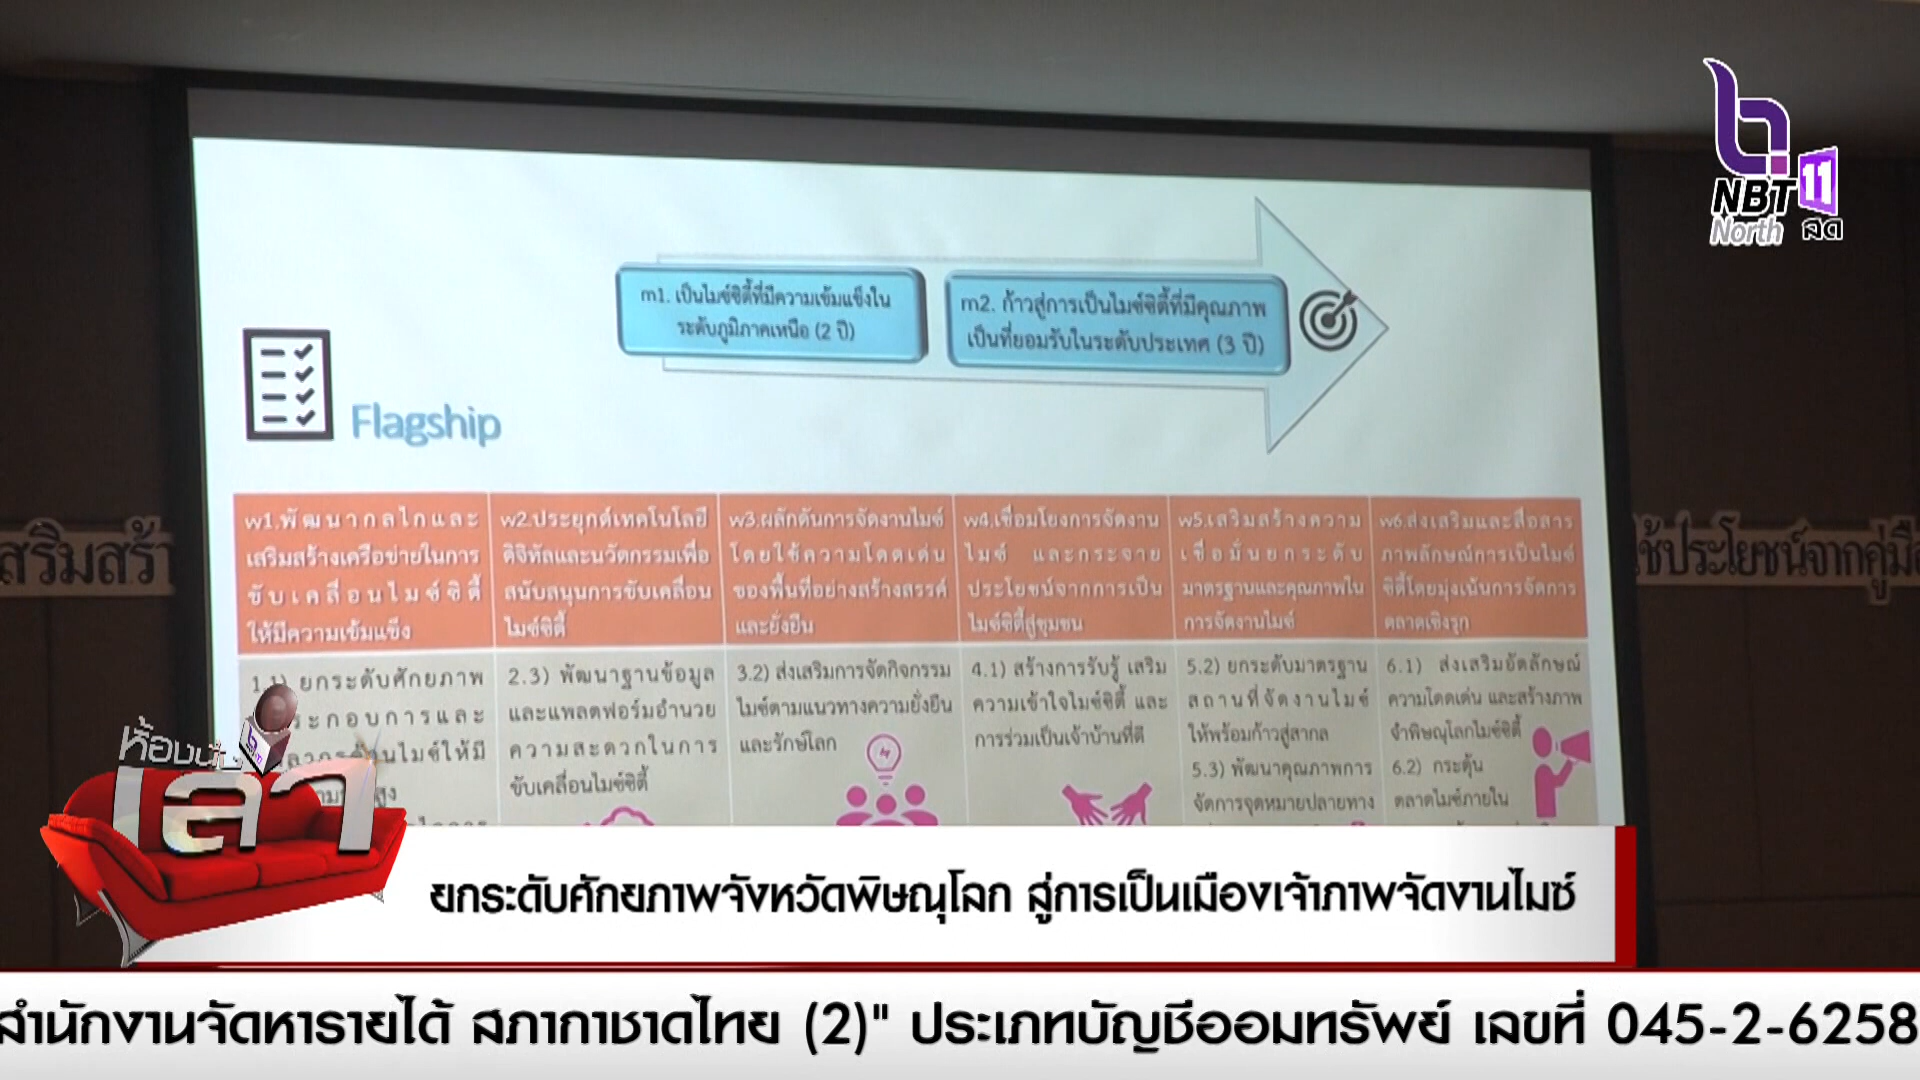 NBT 11
North สด
m1. เป็นไมซ์ซิตี้ที่มีความเข้มแข็งใน
ระดับภูมิภาคเหนือ (2 ปี)
m2. ก้าวสู่การเป็นไมซ์ซิตี้ที่มีคุณภาพ
เป็นที่ยอมรับในระดับประเทศ (3 ปี)
Flagship
w1.พัฒนากลไกและ
เสริมสร้างเครือข่ายในการ
ขับเคลื่อนไมซ์ซิตี้
ให้มีความเข้มแข็ง
w2.ประยุกต์เทคโนโลยี
ดิจิทัลและนวัตกรรมเพื่อ
สนับสนุนการขับเคลื่อน
ไมซ์ซิตี้
w3.ผลักดันการจัดงานไมซ์
โดยใช้ความโดดเด่น
ของพื้นที่อย่างสร้างสรรค์
และยั่งยืน
w4.เชื่อมโยงการจัดงาน
ไมซ์ และกระจาย
ประโยชน์จากการเป็น
ไมซ์ซิตี้สู่ชุมชน
w5.เสริมสร้างความ
เชื่อมั่นยกระดับ
มาตรฐานและคุณภาพใน
การจัดงานไมซ์
w6.ส่งเสริมและสื่อสาร
ภาพลักษณ์การเป็นไมซ์
ซิตี้โดยมุ่งเน้นการจัดการ
ตลาดเชิงรุก
ยกระดับศักยภาพ
ระกอบการและ
ลากรด้านไมซ์ให้มี
สูง
2.3) พัฒนาฐานข้อมูล
และแพลตฟอร์มอำนวย
ความสะดวกในการ
ขับเคลื่อนไมซ์ซิตี้
3.2) ส่งเสริมการจัดกิจกรรม
ไมซ์ตามแนวทางความยั่งยืน
และรักษ์โลก
4.1) สร้างการรับรู้ เสริม
ความเข้าใจไมซ์ซิตี้ และ
การร่วมเป็นเจ้าบ้านที่ดี
5.2) ยกระดับมาตรฐาน
สถานที่จัดงานไมซ์
ให้พร้อมก้าวสู่สากล
5.3) พัฒนาคุณภาพการ
จัดการจุดหมายปลายทาง
6.1) ส่งเสริมอัตลักษณ์
ความโดดเด่น และสร้างภาพ
จำพิษณุโลกไมซ์ซิตี้
6.2) กระตุ้น
ตลาดไมซ์ภายใน
สริมสร้า
ช้ประโยชน์จากคู่มือ
เล่า
ยกระดับศักยภาพจังหวัดพิษณุโลก สู่การเป็นเมืองเจ้าภาพจัดงานไมซ์
สำนักงานจัดหารายได้ สภากาชาดไทย (2)" ประเภทบัญชีออมทรัพย์ เลขที่ 045-2-6258